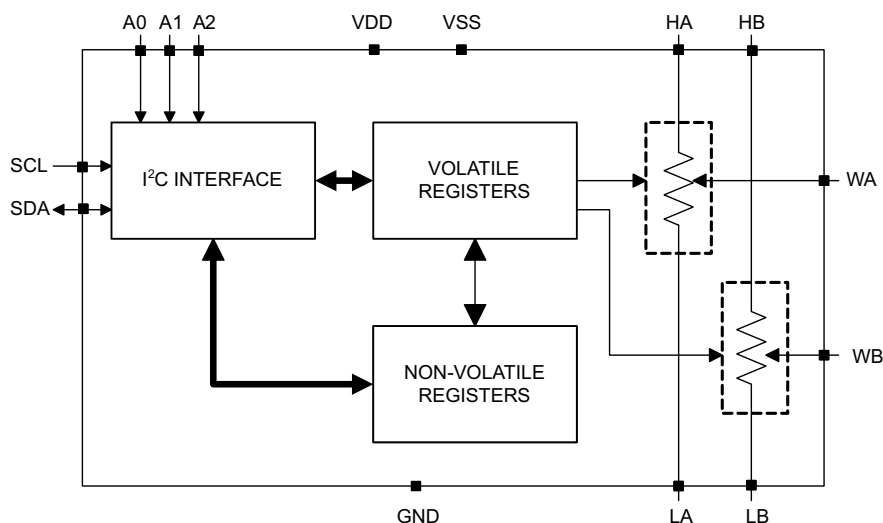 A0 A1 A2 VDD VSS HA HB
SCL
SDA
I²C INTERFACE
VOLATILE
REGISTERS
WA
NON-VOLATILE
REGISTERS
WB
GND LA LB